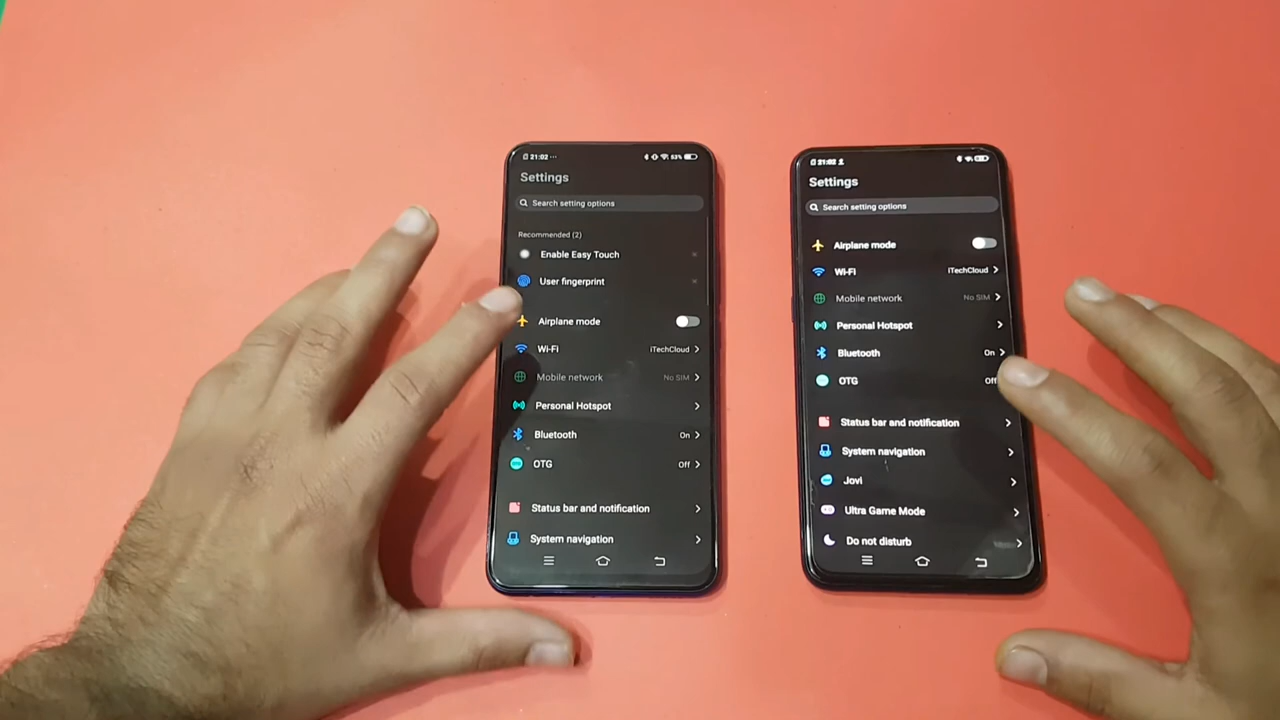 21:02 ...
53%
Settings
Search setting options
Recommended (2)
Enable Easy Touch
User fingerprint
Airplane mode
Wi-Fi iTechCloud
Mobile network No SIM
Personal Hotspot
Bluetooth On
OTG Off
Status bar and notification
System navigation
21:02
Settings
Search setting options
Airplane mode
Wi-Fi iTechCloud
Mobile network No SIM
Personal Hotspot
Bluetooth On
OTG Off
Status bar and notification
System navigation
Jovi
Ultra Game Mode
Do not disturb